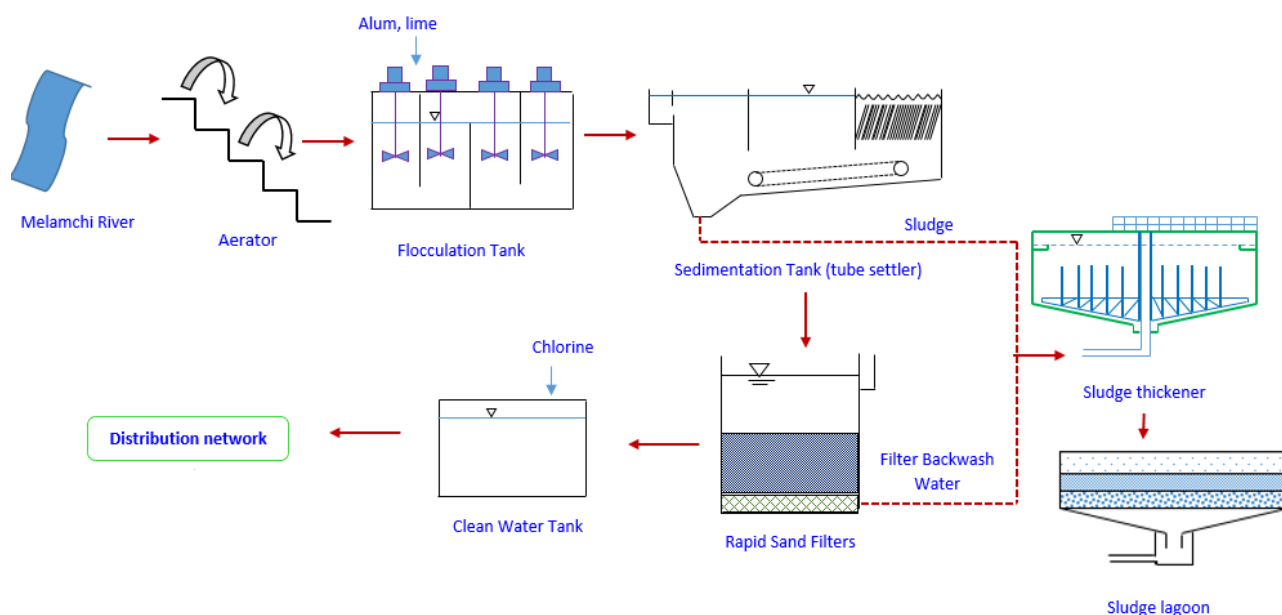 Alum, lime
Melamchi River
Aerator
Flocculation Tank
Sludge
Sedimentation Tank (tube settler)
Sludge thickener
Chlorine
Distribution network
Clean Water Tank
Filter Backwash
Water
Rapid Sand Filters
Sludge lagoon